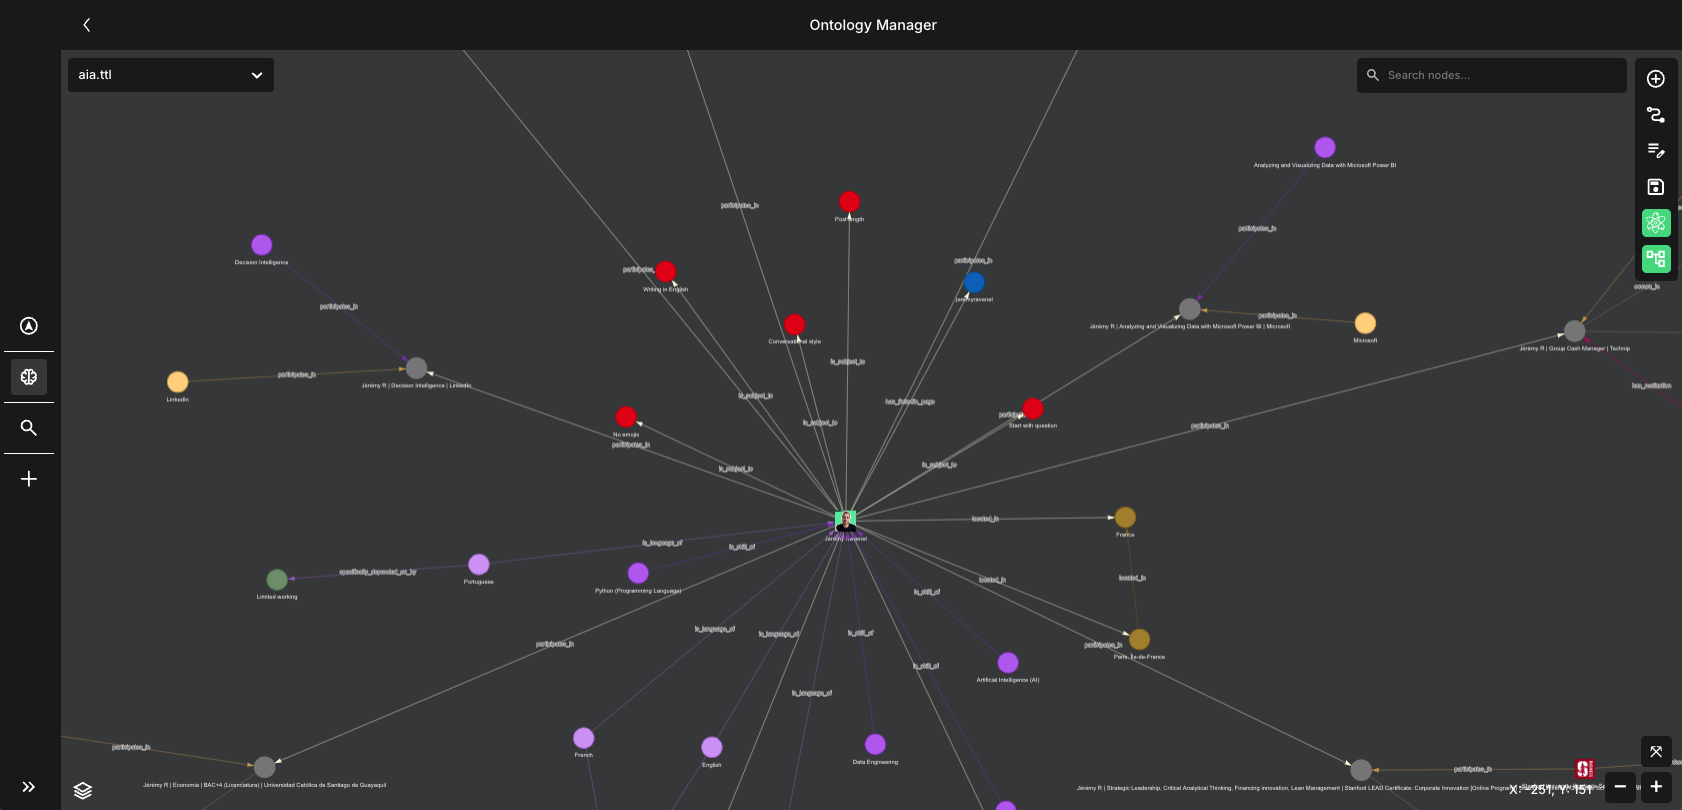 Ontology Manager
aia.ttl
Search nodes...
Analyzing and Visualizing Data with Microsoft Power BI
participates_in
Post length
participates_in
Decision Intelligence
participates_in
participates_in
Writing in English
jeremyravenel
occurs_in
participates_in
participates_in
Jérémy R | Analyzing and Visualizing Data with Microsoft Power BI | Microsoft
Microsoft
Conversational style
Jérémy R | Group Cash Manager | Technip
is_subject_to
participates_in
Jérémy R | Decision Intelligence | LinkedIn
has_realization
LinkedIn
is_subject_to
has_linkedin_page
is_subject_to
Start with question
participates_in
No emojis
participates_in
is_subject_to
is_subject_to
located_in
France
Jérémy Ravenel
is_language_of
is_skill_of
specifically_depended_on_by
Portuguese
located_in
located_in
Python (Programming Language)
is_skill_of
Limited working
is_language_of
is_language_of
is_skill_of
participates_in
participates_in
Paris, Île-de-France
is_skill_of
Artificial Intelligence (AI)
is_language_of
participates_in
French
English
Data Engineering
participates_in
Jérémy R | Economia | BAC+4 (Licenciatura) | Universidad Católica de Santiago de Guayaquil
Jérémy R | Strategic Leadership, Critical Analytical Thinking, Financing innovation, Lean Management | Stanford LEAD Certificate: Corporate Innovation [Online
X: -251, Y: 151